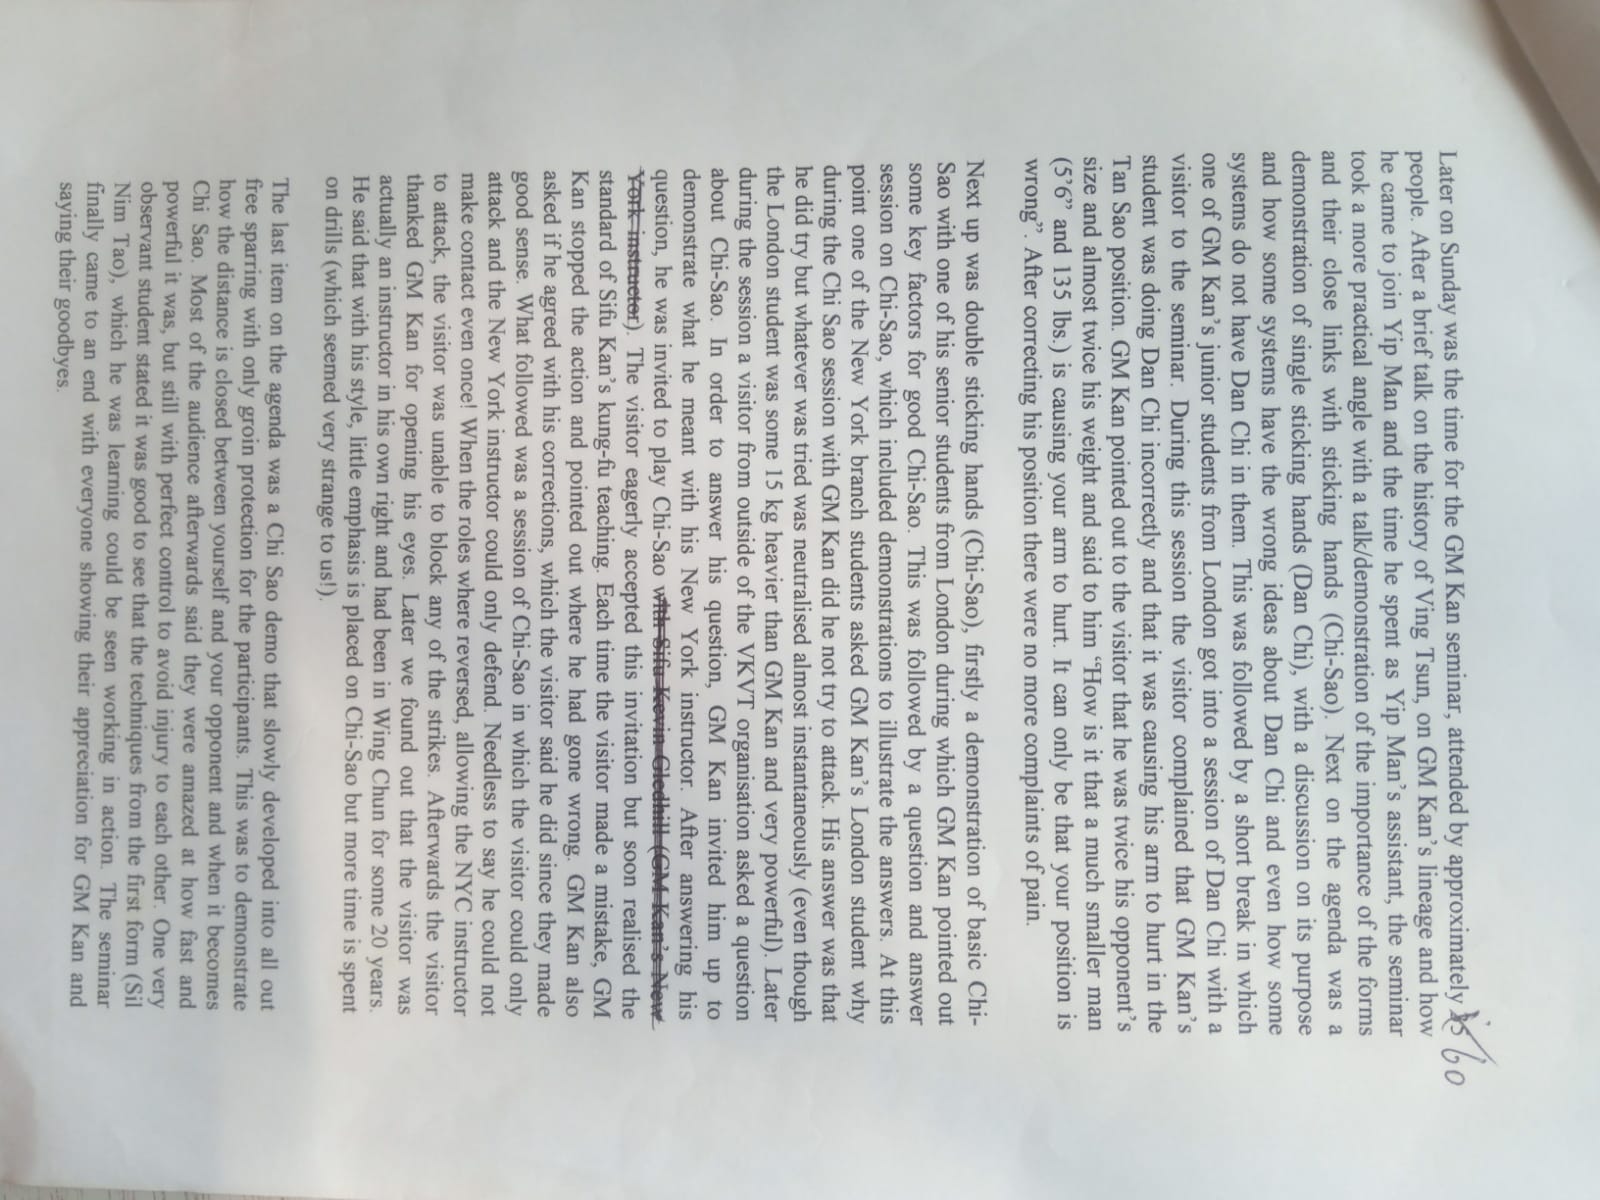 Later on Sunday was the time for the GM Kan seminar, attended by approximately 35 60
people. After a brief talk on the history of Ving Tsun, on GM Kan's lineage and how
he came to join Yip Man and the time he spent as Yip Man's assistant, the seminar
took a more practical angle with a talk/demonstration of the importance of the forms
and their close links with sticking hands (Chi-Sao). Next on the agenda was a
demonstration of single sticking hands (Dan Chi), with a discussion on its purpose
and how some systems have the wrong ideas about Dan Chi and even how some
systems do not have Dan Chi in them. This was followed by a short break in which
one of GM Kan's junior students from London got into a session of Dan Chi with a
visitor to the seminar. During this session the visitor complained that GM Kan's
student was doing Dan Chi incorrectly and that it was causing his arm to hurt in the
Tan Sao position. GM Kan pointed out to the visitor that he was twice his opponent's
size and almost twice his weight and said to him “How is it that a much smaller man
(5'6” and 135 lbs.) is causing your arm to hurt. It can only be that your position is
wrong”. After correcting his position there were no more complaints of pain.
Next up was double sticking hands (Chi-Sao), firstly a demonstration of basic Chi-
Sao with one of his senior students from London during which GM Kan pointed out
some key factors for good Chi-Sao. This was followed by a question and answer
session on Chi-Sao, which included demonstrations to illustrate the answers. At this
point one of the New York branch students asked GM Kan's London student why
during the Chi Sao session with GM Kan did he not try to attack. His answer was that
he did try but whatever was tried was neutralised almost instantaneously (even though
the London student was some 15 kg heavier than GM Kan and very powerful). Later
during the session a visitor from outside of the VKVT organisation asked a question
about Chi-Sao. In order to answer his question, GM Kan invited him up to
demonstrate what he meant with his New York instructor. After answering his
question, he was invited to play Chi-Sao with Sifu Kevin Gledhill (GM Kan's New
York instructor). The visitor eagerly accepted this invitation but soon realised the
standard of Sifu Kan's kung-fu teaching. Each time the visitor made a mistake, GM
Kan stopped the action and pointed out where he had gone wrong. GM Kan also
asked if he agreed with his corrections, which the visitor said he did since they made
good sense. What followed was a session of Chi-Sao in which the visitor could only
attack and the New York instructor could only defend. Needless to say he could not
make contact even once! When the roles where reversed, allowing the NYC instructor
to attack, the visitor was unable to block any of the strikes. Afterwards the visitor
thanked GM Kan for opening his eyes. Later we found out that the visitor was
actually an instructor in his own right and had been in Wing Chun for some 20 years.
He said that with his style, little emphasis is placed on Chi-Sao but more time is spent
on drills (which seemed very strange to us!).
The last item on the agenda was a Chi Sao demo that slowly developed into all out
free sparring with only groin protection for the participants. This was to demonstrate
how the distance is closed between yourself and your opponent and when it becomes
Chi Sao. Most of the audience afterwards said they were amazed at how fast and
powerful it was, but still with perfect control to avoid injury to each other. One very
observant student stated it was good to see that the techniques from the first form (Sil
Nim Tao), which he was learning could be seen working in action. The seminar
finally came to an end with everyone showing their appreciation for GM Kan and
saying their goodbyes.